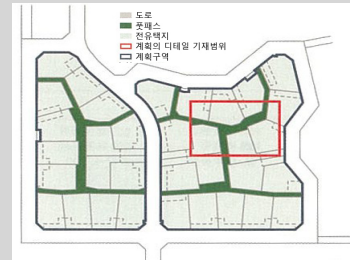 도로
풋패스
전유택지
계획의 디테일 기재범위
계획구역